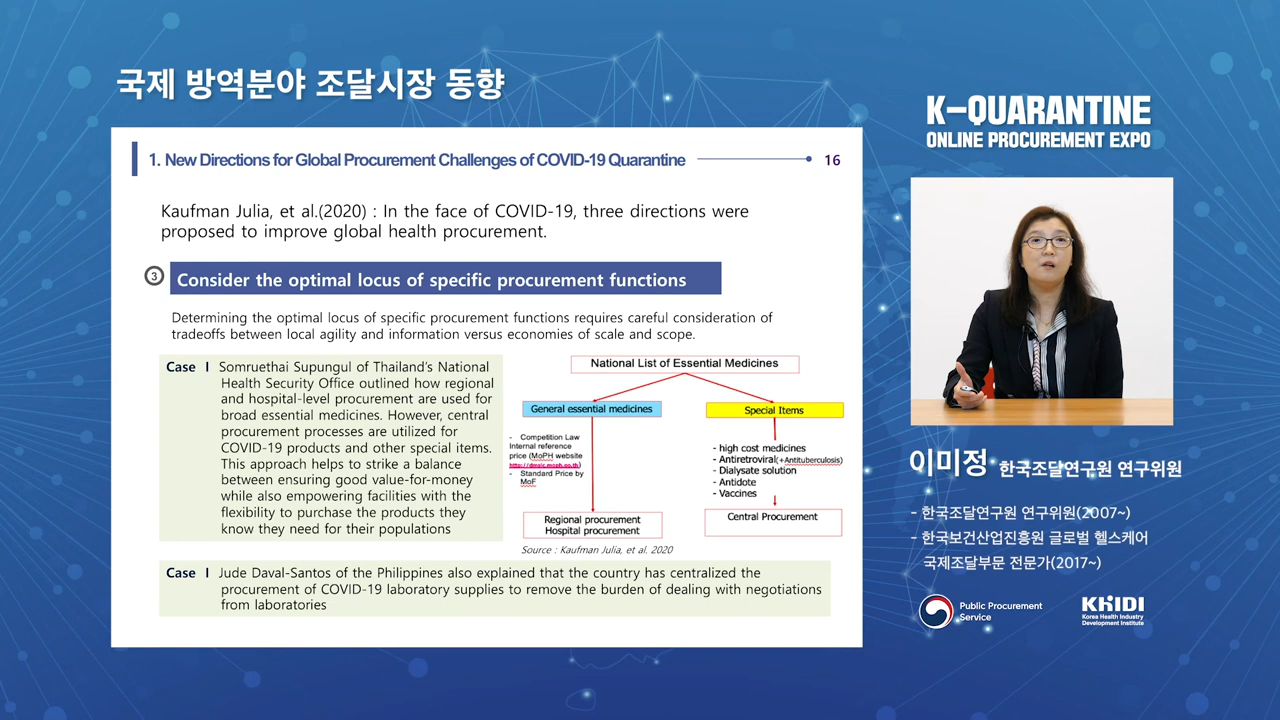 국제 방역분야 조달시장 동향
1. New Directions for Global Procurement Challenges of COVID-19 Quarantine
16
Kaufman Julia, et al.(2020) : In the face of COVID-19, three directions were
proposed to improve global health procurement.
3 Consider the optimal locus of specific procurement functions
Determining the optimal locus of specific procurement functions requires careful consideration of
tradeoffs between local agility and information versus economies of scale and scope.
Case I Somruethai Supungul of Thailand's National
Health Security Office outlined how regional
and hospital-level procurement are used for
broad essential medicines. However, central
procurement processes are utilized for
COVID-19 products and other special items.
This approach helps to strike a balance
between ensuring good value-for-money
while also empowering facilities with the
flexibility to purchase the products they
know they need for their populations
National List of Essential Medicines
General essential medicines
- Competition Law
Internal reference
price (MoPH website
http://dmsic.moph.go.th)
- Standard Price by
MoF
Regional procurement
Hospital procurement
Special Items
- high cost medicines
- Antiretroviral(+Antituberculosis)
- Dialysate solution
- Antidote
- Vaccines
Central Procurement
Source : Kaufman Julia, et al. 2020
Case I Jude Daval-Santos of the Philippines also explained that the country has centralized the
procurement of COVID-19 laboratory supplies to remove the burden of dealing with negotiations
from laboratories
K-QUARANTINE
ONLINE PROCUREMENT EXPO
이미정 한국조달연구원 연구위원
- 한국조달연구원 연구위원(2007~)
- 한국보건산업진흥원 글로벌 헬스케어
국제조달부문 전문가(2017~)
Public Procurement
Service
KHIDI
Korea Health Industry
Development Institute